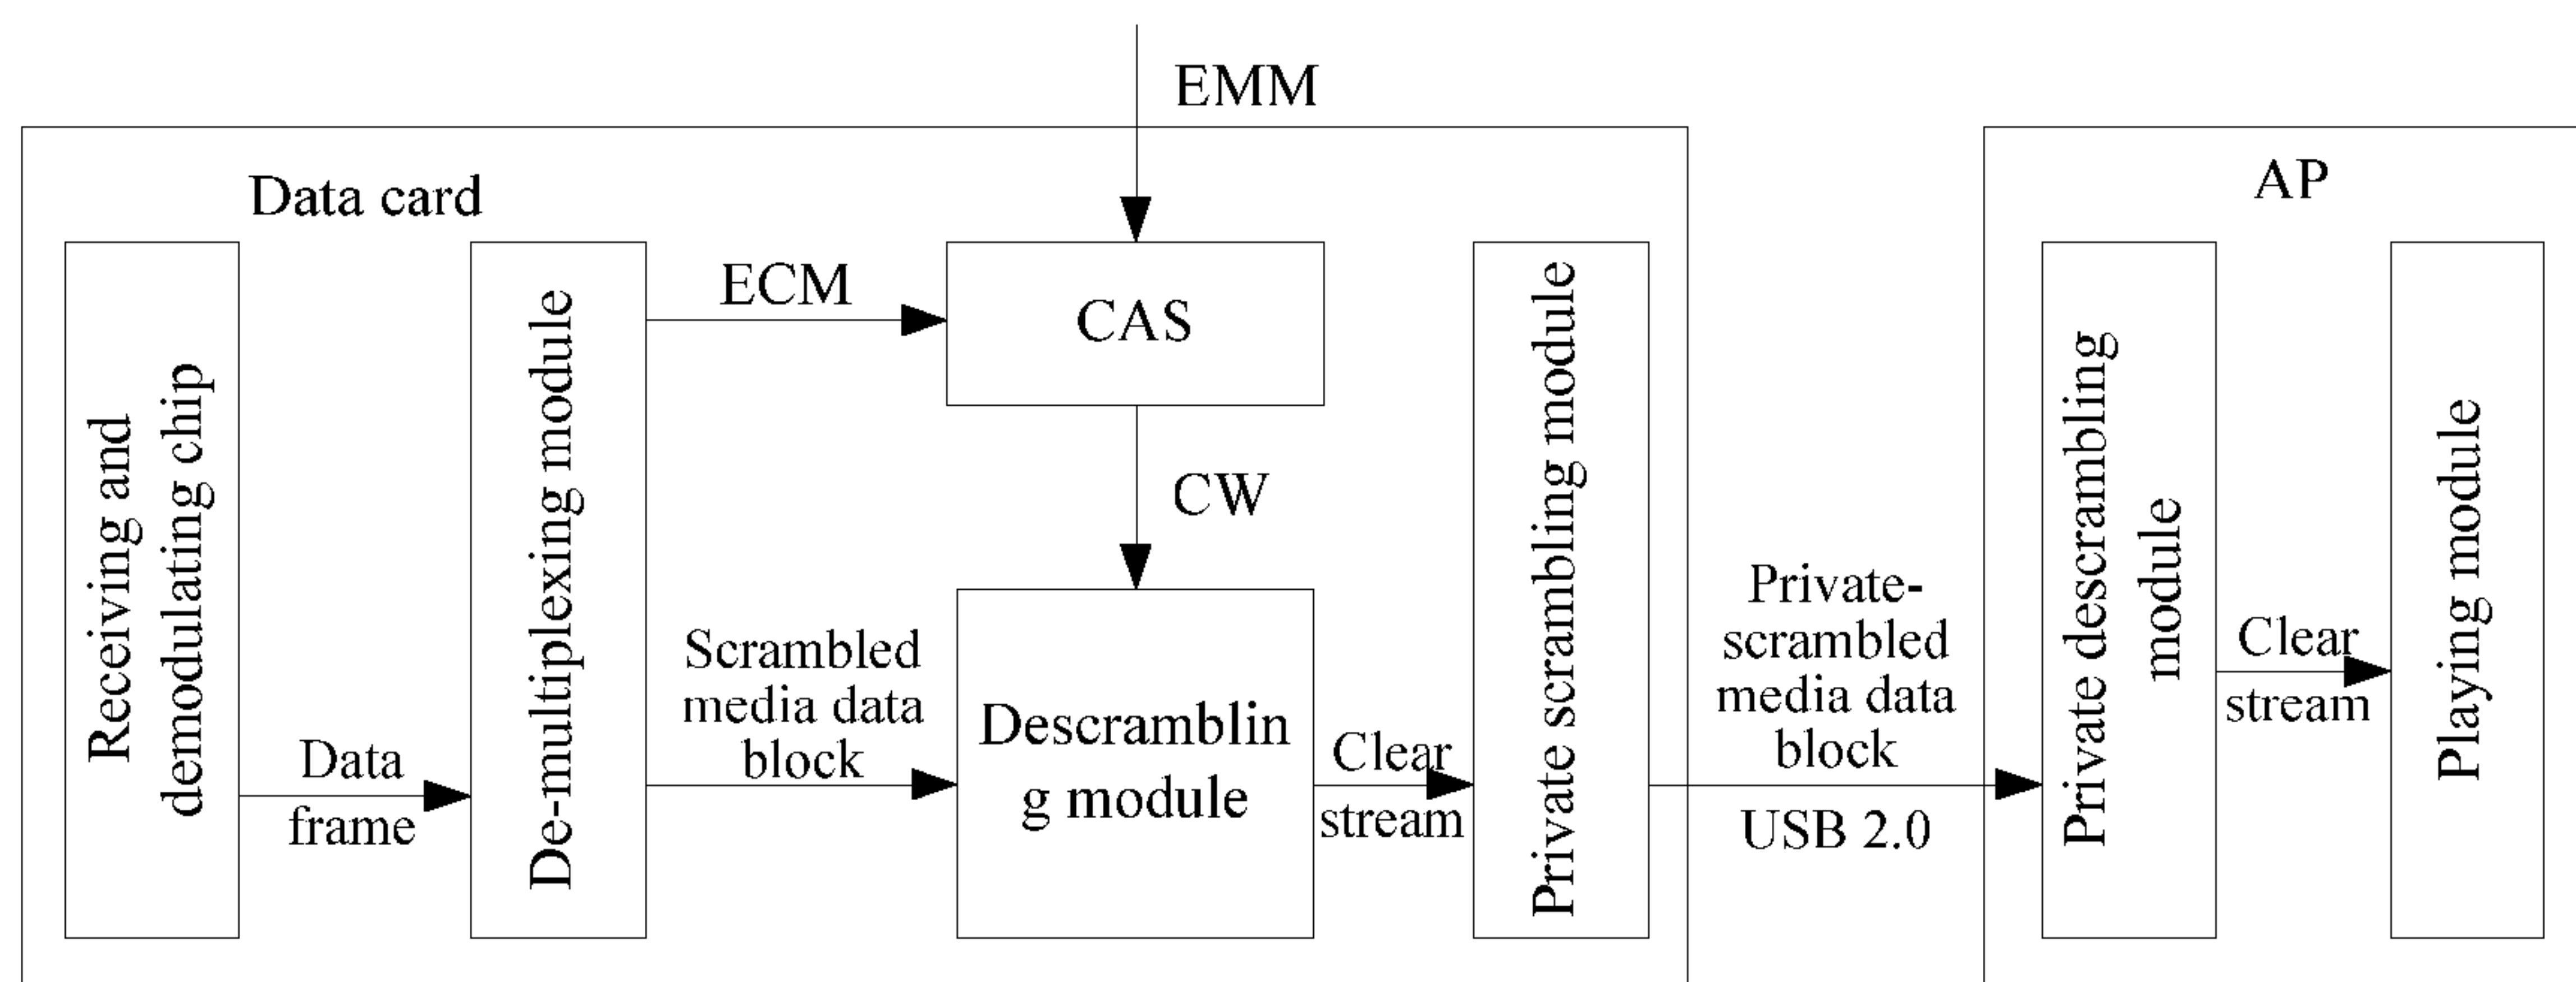 EMM
Data card
AP
Receiving and
demodulating chip
Data
frame
De-multiplexing module
ECM
CAS
CW
Scrambled
media data
block
Descramblin
g module
Clear
stream
Private scrambling module
Private-
scrambled
media data
block
USB 2.0
Private descrambling
module
Clear
stream
Playing module